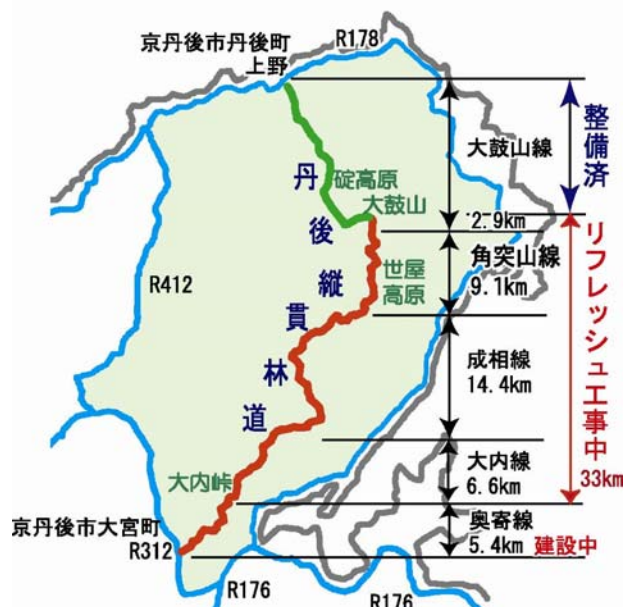 京丹後市丹後町
上野
R178
大鼓山線
2.9km
整備済
碇高原
大鼓山
丹後縦貫林道
R412
世屋
高原
角突山線
9.1km
リフレッシュ工事中
33km
成相線
14.4km
大内線
6.6km
大内峠
奥寄線
5.4km 建設中
京丹後市大宮町
R312
R176
R176